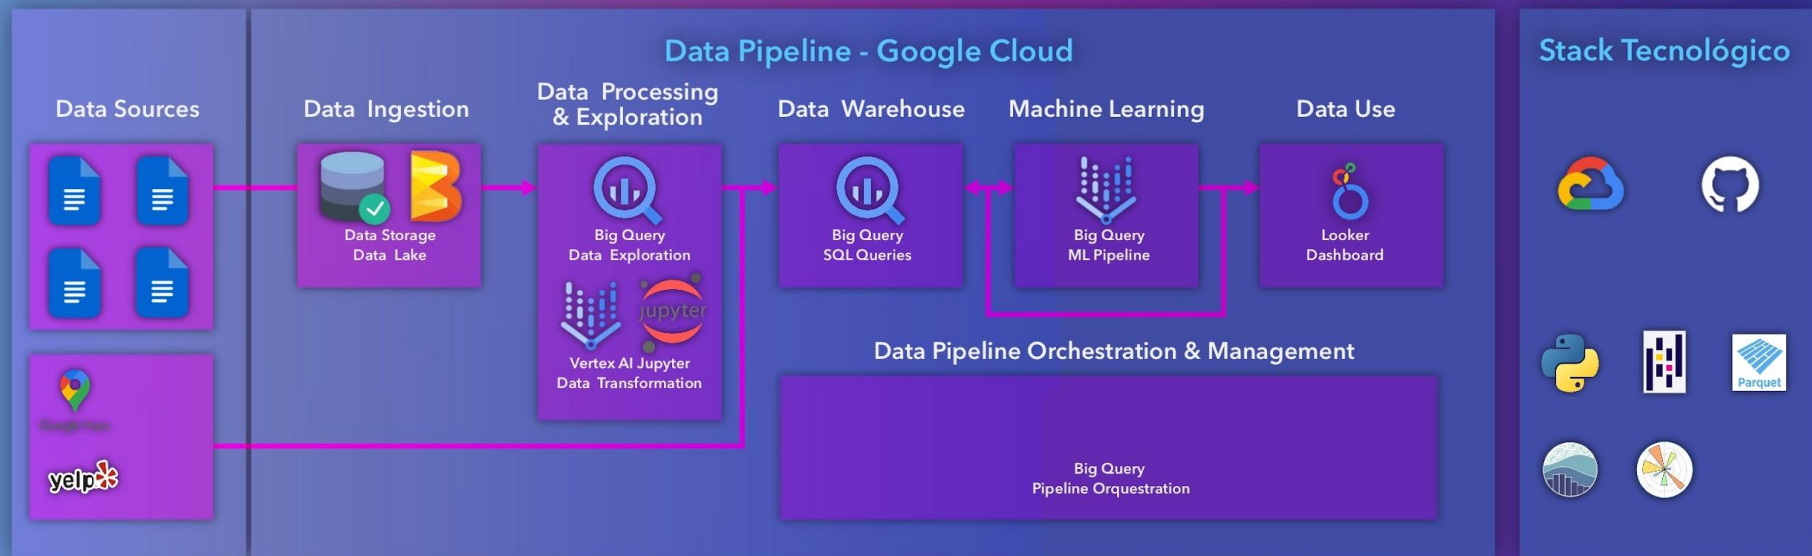 Data Pipeline - Google Cloud
Stack Tecnológico
Data Sources
Data Ingestion
Data Processing
& Exploration
Data Warehouse
Machine Learning
Data Use
Data Storage
Data Lake
Big Query
Data Exploration
jupyter
Vertex AI Jupyter
Data Transformation
Big Query
SQL Queries
Big Query
ML Pipeline
Looker
Dashboard
Data Pipeline Orchestration & Management
Big Query
Pipeline Orquestration
yelp
Parquet